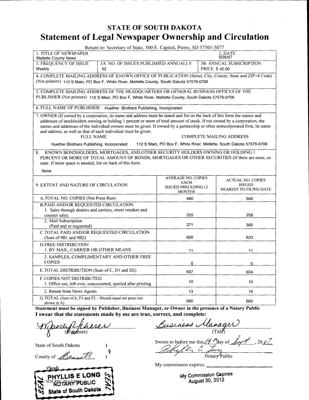 STATE OF SOUTH DAKOTA
Statement of Legal Newspaper Ownership and Circulation
Return to: Secretary of State, 500 E. Capitol, Pierre, SD 57501-5077
1. TITLE OF NEWSPAPER
Mellette County News
2. DATE
3. FREQUENCY OF ISSUE
Weekly
3A. NO. OF ISSUES PUBLISHED ANNUALLY
52
3B. ANNUAL SUBSCRIPTION
PRICE $
4. COMPLETE MAILING ADDRESS OF KNOWN OFFICE OF PUBLICATION (Street, City, County, State and ZIP+4 Code)
(Not printers) 112 S Main, PO Box F, White River, Mellette County, South Dakota 57579-0706
5. COMPLETE MAILING ADDRESS OF THE HEADQUARTERS OR GENERAL BUSINESS OFFICES OF THE
PUBLISHER (Not printers) 112 S Main, PO Box F, White River, Mellette County, South Dakota 57579-0706
6. FULL NAME OF PUBLISHER: Huether Brothers Publishing, Incorporated
7. OWNER (If owned by a corporation, its name and address must be stated and list on the back of this form the names and
addresses of stockholders owning or holding 1 percent or more of total amount of stock. If not owned by a corporation, the
names and addresses of the individual owners must be given. If owned by a partnership or other unincorporated firm, its name
and address, as well as that of each individual must be given.
FULL NAME COMPLETE MAILING ADDRESS
Huether Brothers Publishing, Incorporated 112 S Main, PO Box F, White River, Mellette County, South Dakota 57579-0706
8. KNOWN BONDHOLDERS, MORTGAGES, AND OTHER SECURITY HOLDERS OWNING OR HOLDING 1
PERCENT OR MORE OF TOTAL AMOUNT OF BONDS, MORTGAGES OR OTHER SECURITIES (If there are none, so
state. If more space is needed, list on back of this form.
None
9. EXTENT AND NATURE OF CIRCULATION
AVERAGE NO. COPIES
EACH
ISSUED PRECEDING 12
MONTHS
ACTUAL NO. COPIES
ISSUED
NEAREST TO FILING DATE
A. TOTAL NO. COPIES (Net Press Run) 660 660
B. PAID AND/OR REQUESTED CIRCULATION
1. Sales through dealers and carriers, street vendors and
counter sales. 255 258
2. Mail Subscription
(Paid and or requested) 371 365
C. TOTAL PAID AND/OR REQUESTED CIRCULATION
(Sum of 9B1 and 9B2) 626 623
D. FREE DISTRIBUTION
1. BY MAIL, CARRIER OR OTHER MEANS 11 11
2. SAMPLES, COMPLIMENTARY AND OTHER FREE
COPIES 0 0
E. TOTAL DISTRIBUTION (Sum of C, D1 and D2) 637 634
F. COPIES NOT DISTRIBUTED
1. Office use, left over, unaccounted, spoiled after printing 10 10
2. Return from News Agents 13 16
G. TOTAL (Sum of E, F1 and F2 - Should equal net press run
shown in A) 660 660
Statement must be signed by Publisher, Business Manager, or Owner in the presence of a Notary Public
I swear that the statements made by me are true, correct, and complete:
Business Manager
(Signature) (Title)
State of South Dakota )
County of Bennett )
Sworn to before me this day of Sept, 2007
Notary Public
(Seal)
My commission expires:
PHYLLIS E LONG
NOTARY PUBLIC
State of South Dakota
My Commission Expires
August 30, 2012